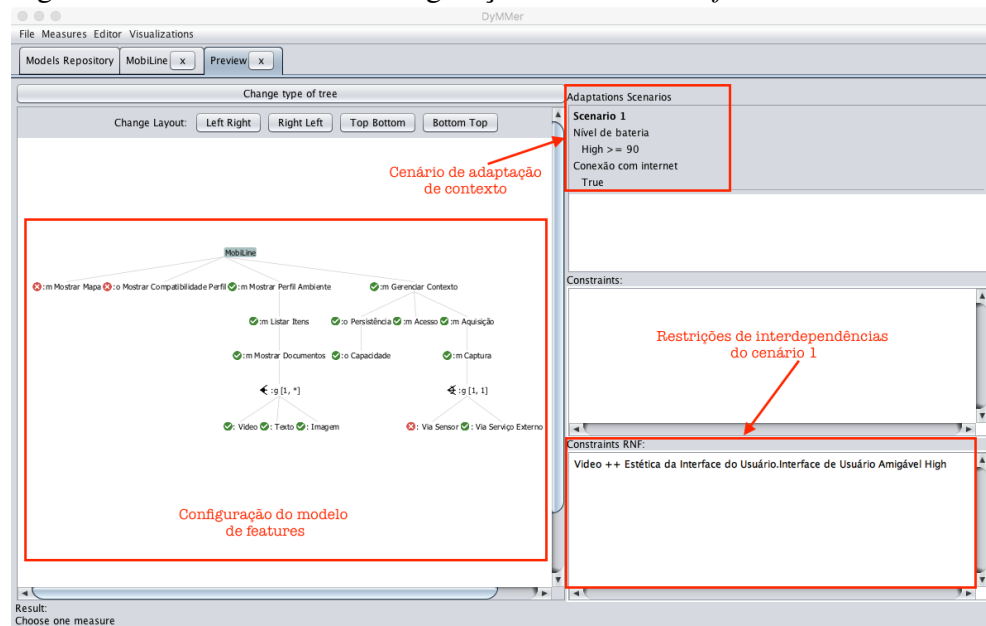 DyMMer
File Measures Editor Visualizations
Models Repository MobiLine x Preview x
Change type of tree
Change Layout: Left Right Right Left Top Bottom Bottom Top
Cenário de adaptação
de contexto
MobiLine
:m Mostrar Mapa :o Mostrar Compatibilidade Perfil :m Mostrar Perfil Ambiente :m Gerenciar Contexto
:m Listar Itens :o Persistência :m Acesso :m Aquisição
:m Mostrar Documentos :o Capacidade :m Captura
:g [1, *] :g [1, 1]
: Video : Texto : Imagem : Via Sensor : Via Serviço Externo
Configuração do modelo
de features
Adaptations Scenarios
Scenario 1
Nível de bateria
High >= 90
Conexão com internet
True
Constraints:
Restrições de interdependências
do cenário 1
Constraints RNF:
Video ++ Estética da Interface do Usuário.Interface de Usuário Amigável High
Result:
Choose one measure